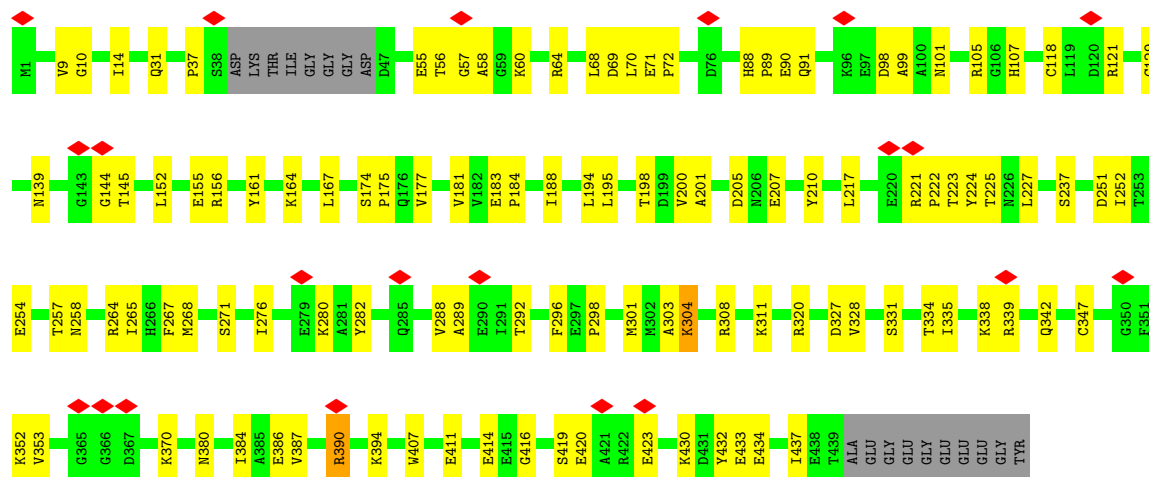 M1 V9 G10 I14 Q31 P37 S38 ASP LYS THR ILE GLY GLY GLY ASP D47 E55 T56 G57 A58 G59 K60 R64 L68 D69 L70 E71 P72 D76 H88 P89 E90 Q91 K96 E97 D98 A99 A100 N101 R105 G106 H107 C118 L119 D120 R121
N139 G143 G144 T145 L152 E155 R156 Y161 K164 L167 S174 P175 Q176 V177 V181 V182 E183 P184 I188 L194 L195 T198 D199 V200 A201 D205 N206 E207 Y210 L217 E220 R221 P222 T223 Y224 T225 N226 L227 S237 D251 I252 T253
E254 T257 N258 R264 I265 H266 F267 M268 S271 I276 E279 K280 A281 Y282 Q285 V288 A289 E290 I291 T292 F296 E297 P298 M301 M302 A303 K304 R308 K311 R320 D327 V328 S331 T334 I335 K338 R339 Q342 C347 G350 F351
K352 V353 G365 G366 D367 K370 N380 I384 A385 E386 V387 R390 K394 W407 E411 E414 E415 G416 S419 E420 A421 R422 E423 K430 D431 Y432 E433 E434 I437 E438 T439 ALA GLU GLY GLU GLU GLY GLU GLU GLU GLY TYR